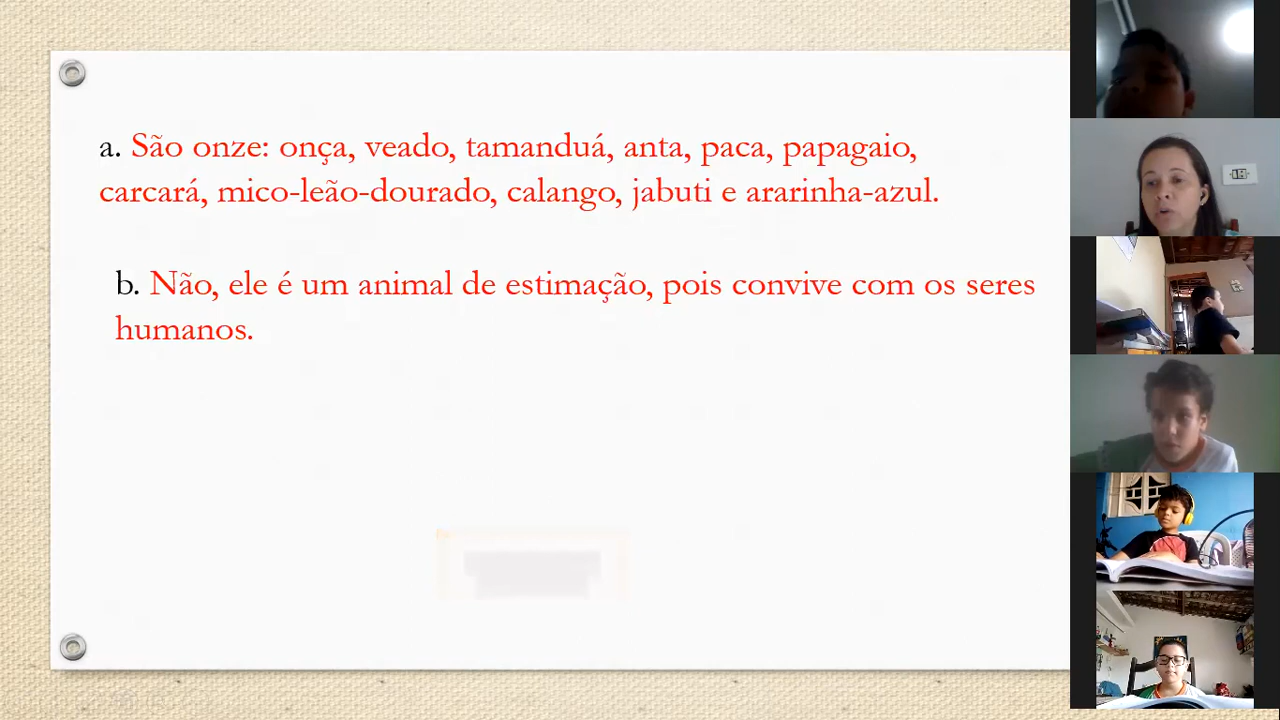 a. São onze: onça, veado, tamanduá, anta, paca, papagaio,
carcará, mico-leão-dourado, calango, jabuti e ararinha-azul.
b. Não, ele é um animal de estimação, pois convive com os seres
humanos.